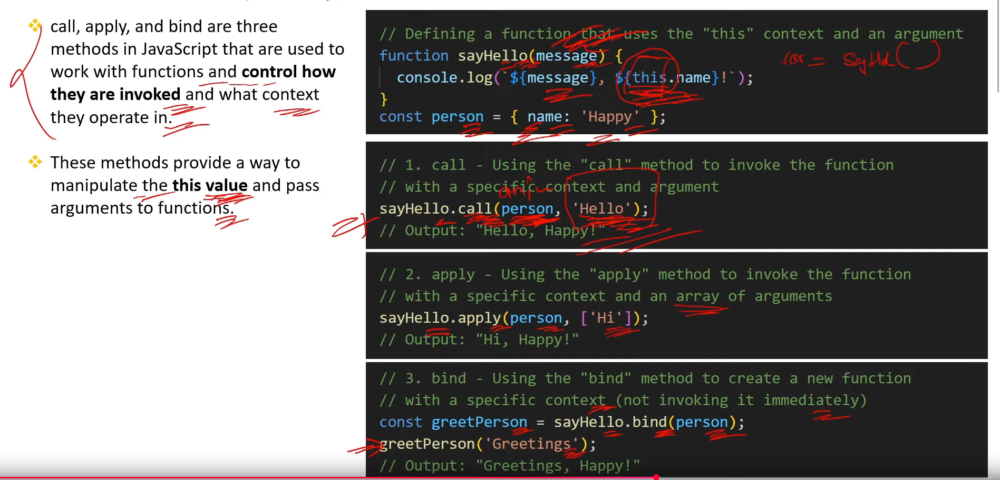 ❖ call, apply, and bind are three
methods in JavaScript that are used to
work with functions and control how
they are invoked and what context
they operate in.
❖ These methods provide a way to
manipulate the this value and pass
arguments to functions.
// Defining a function that uses the "this" context and an argument
function sayHello(message) {
console.log(`${message}, ${this.name}!`);
}
const person = { name: 'Happy' };
var = sayHd()
// 1. call - Using the "call" method to invoke the function
// with a specific context and argument
sayHello.call(person, 'Hello');
// Output: "Hello, Happy!"
// 2. apply - Using the "apply" method to invoke the function
// with a specific context and an array of arguments
sayHello.apply(person, ['Hi']);
// Output: "Hi, Happy!"
// 3. bind - Using the "bind" method to create a new function
// with a specific context (not invoking it immediately)
const greetPerson = sayHello.bind(person);
greetPerson('Greetings');
// Output: "Greetings, Happy!"